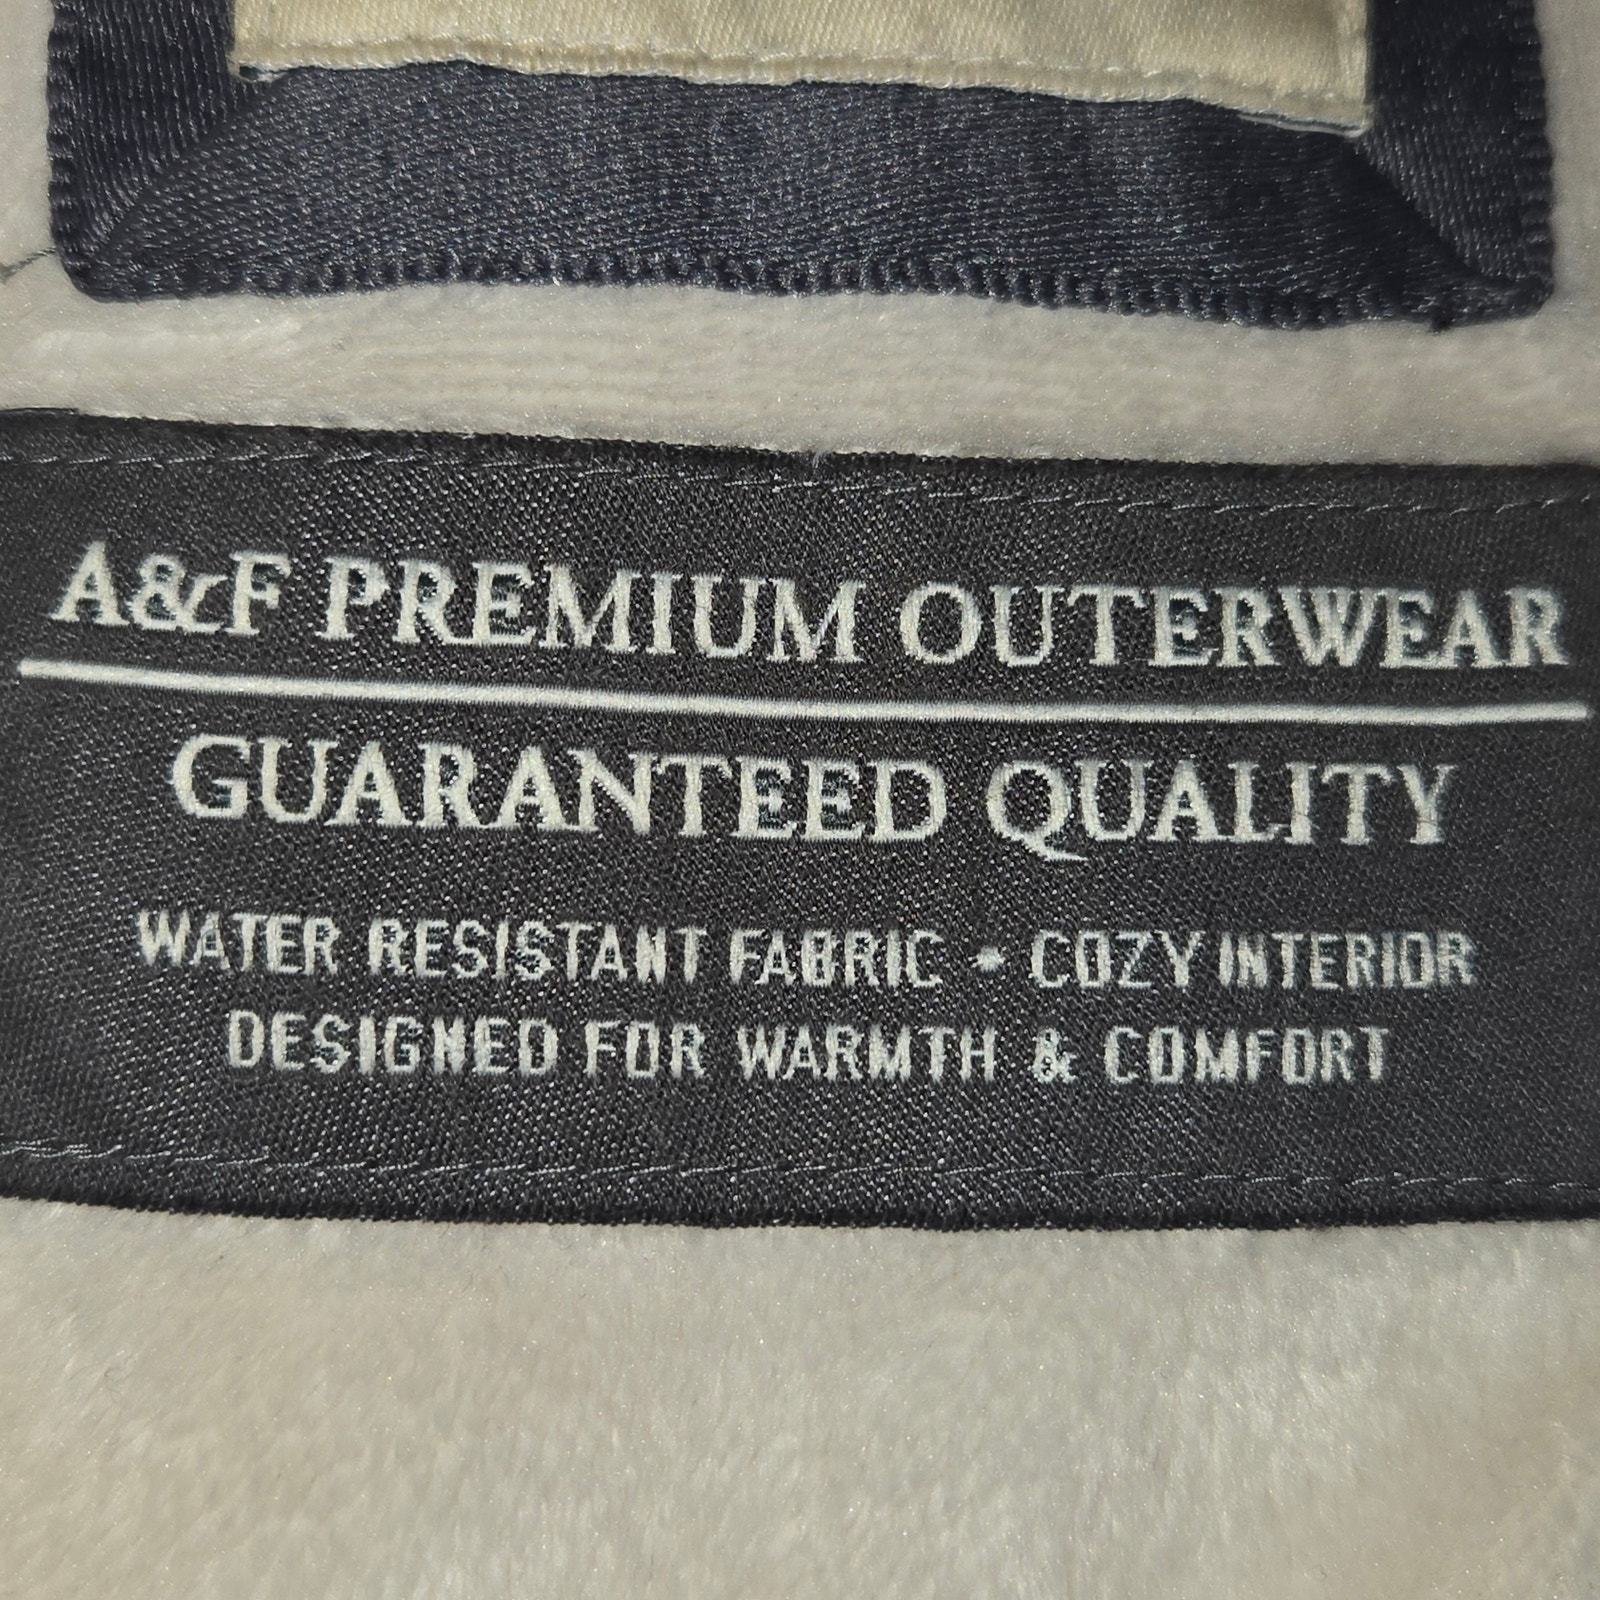 A&F PREMIUM OUTERWEAR
GUARANTEED QUALITY
WATER RESISTANT FABRIC • COZY INTERIOR
DESIGNED FOR WARMTH & COMFORT